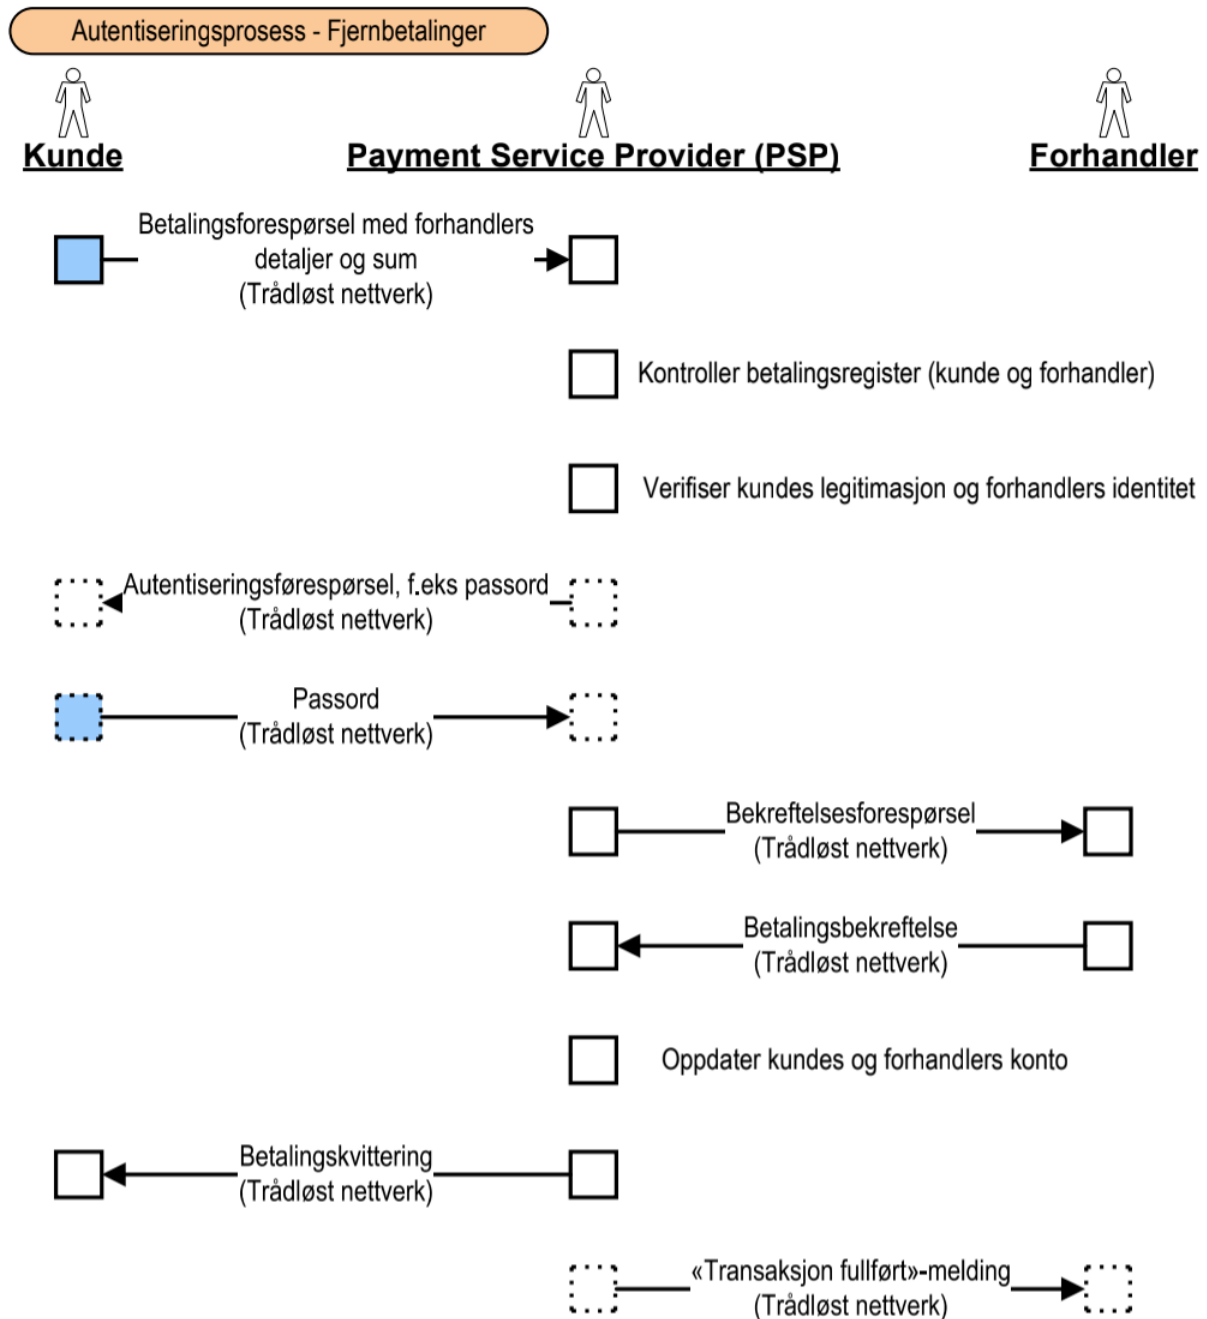 Autentiseringsprosess - Fjernbetalinger
Kunde
Payment Service Provider (PSP)
Forhandler
Betalingsforespørsel med forhandlers
detaljer og sum
(Trådløst nettverk)
Kontroller betalingsregister (kunde og forhandler)
Verifiser kundes legitimasjon og forhandlers identitet
Autentiseringsførespørsel, f.eks passord
(Trådløst nettverk)
Passord
(Trådløst nettverk)
Bekreftelsesforespørsel
(Trådløst nettverk)
Betalingsbekreftelse
(Trådløst nettverk)
Oppdater kundes og forhandlers konto
Betalingskvittering
(Trådløst nettverk)
«Transaksjon fullført»-melding
(Trådløst nettverk)